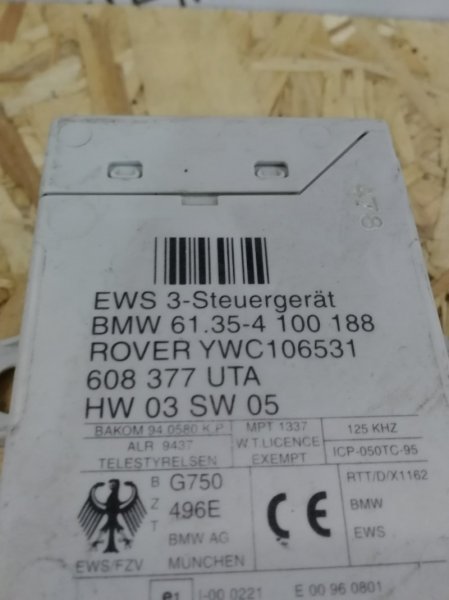 478
EWS 3-Steuergerät
BMW 61.35-4 100 188
ROVER YWC106531
608 377 UTA
HW 03 SW 05
BAKOM 94.0580.K.P
MPT 1337
125 KHZ
ALR 9437
W.T.LICENCE
TELESTYRELSEN
EXEMPT
ICP-050TC-95
B Z T
G750
496E
BMW AG
MÜNCHEN
EWS/FZV
CE
RTT/D/X1162
BMW
EWS
e1
I-00 0221
E 00 96 0801